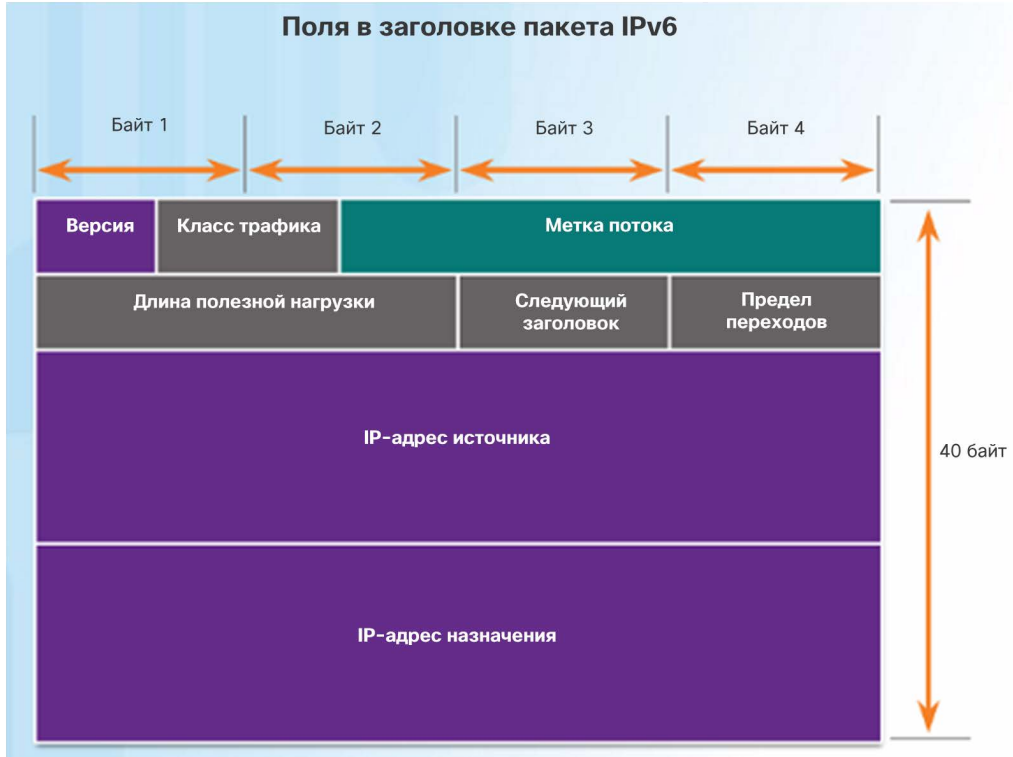 Поля в заголовке пакета IPv6
Байт 1
Байт 2
Байт 3
Байт 4
Версия
Класс трафика
Метка потока
Длина полезной нагрузки
Следующий
заголовок
Предел
переходов
IP-адрес источника
40 байт
IP-адрес назначения